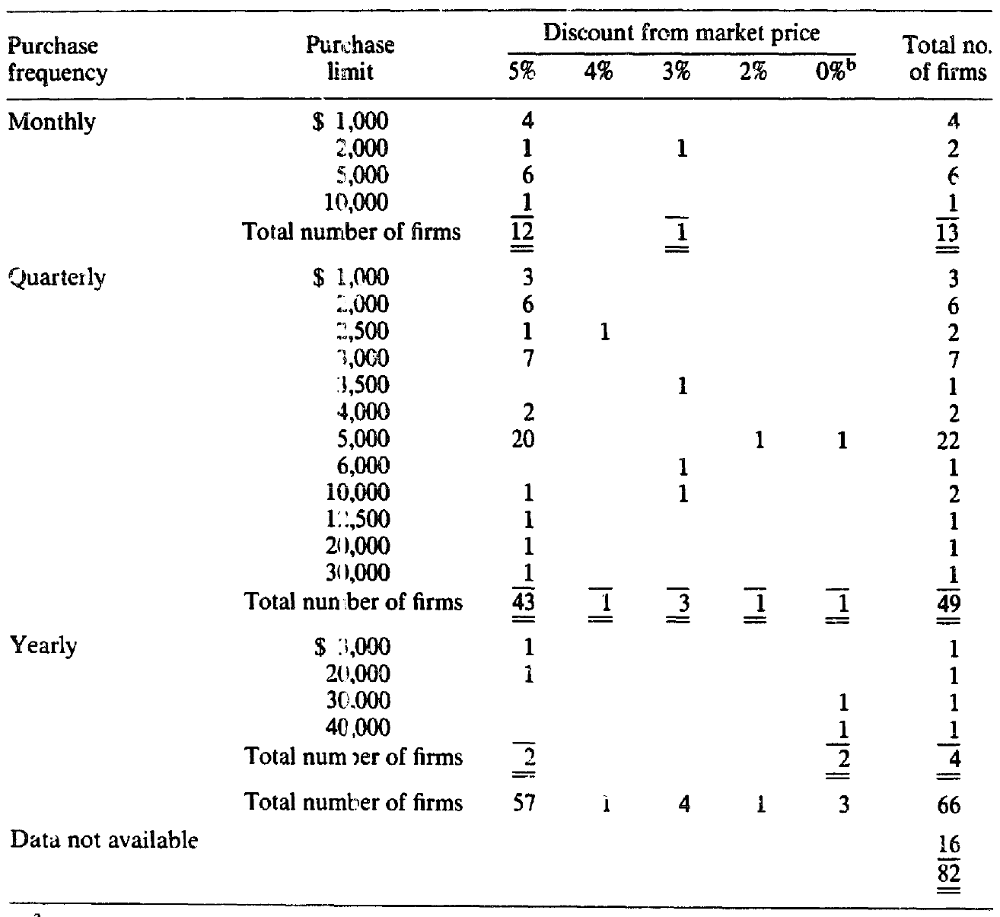 Discount from market price
Purchase Purchase Total no.
frequency limit 5% 4% 3% 2% 0%b of firms
Monthly $ 1,000 4 4
2,000 1 1 2
5,000 6 6
10,000 1 1
Total number of firms 12 1 13
Quarterly $ 1,000 3 3
2,000 6 6
2,500 1 1 2
3,000 7 7
3,500 1 1
4,000 2 2
5,000 20 1 1 22
6,000 1 1
10,000 1 1 2
12,500 1 1
20,000 1 1
30,000 1 1
Total number of firms 43 1 3 1 1 49
Yearly $ 3,000 1 1
20,000 1 1
30,000 1 1
40,000 1 1
Total number of firms 2 2 4
Total number of firms 57 1 4 1 3 66
Data not available 16
82